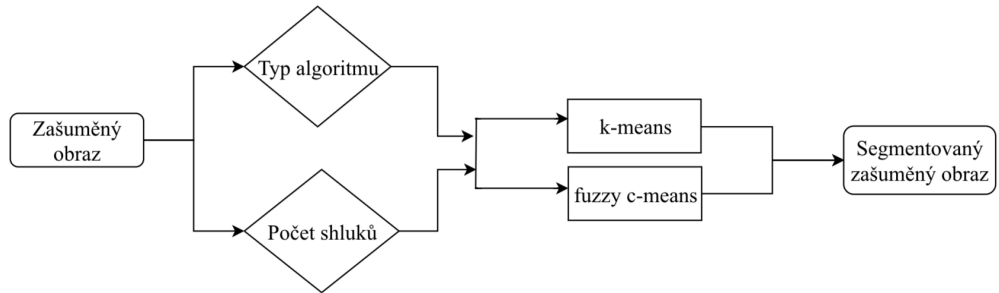 Zašuměný
obraz
Typ algoritmu
Počet shluků
k-means
fuzzy c-means
Segmentovaný
zašuměný obraz